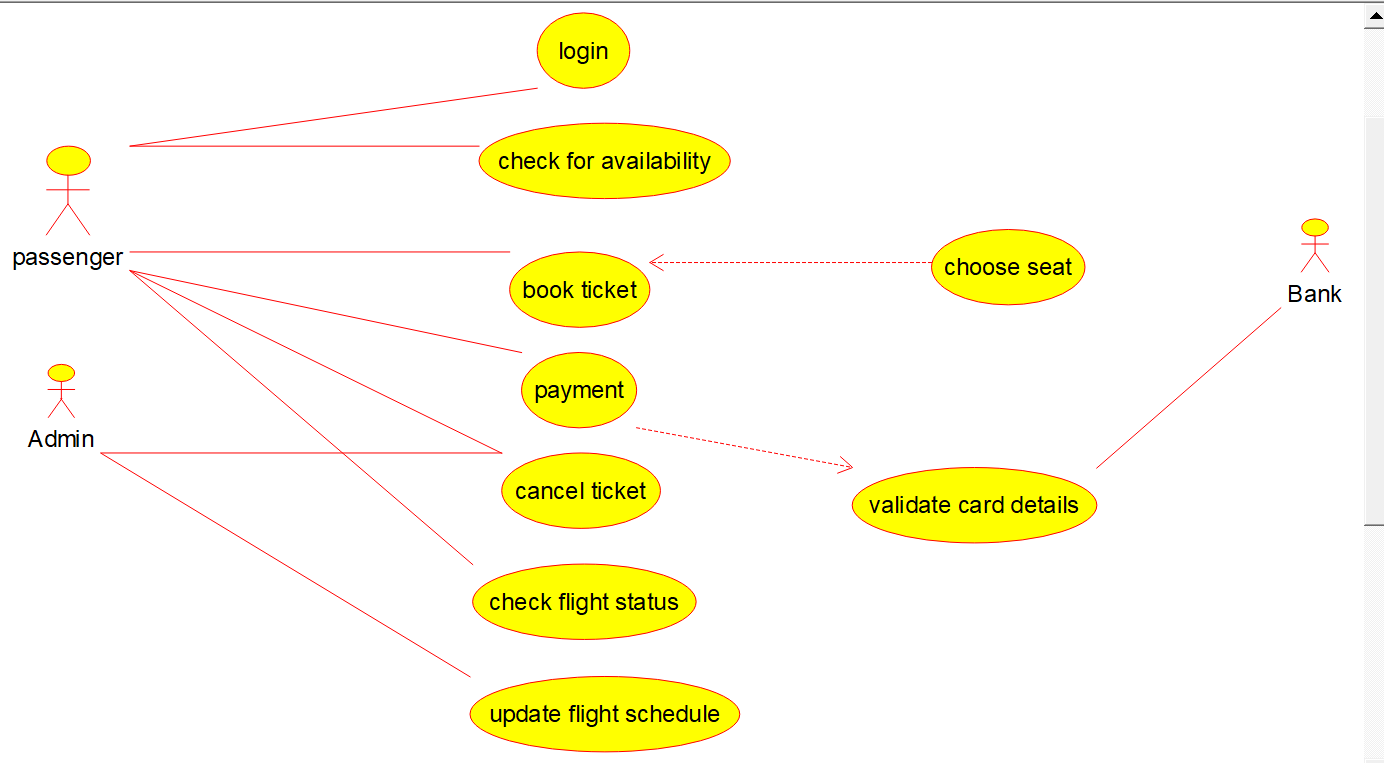 login
check for availability
passenger
book ticket
choose seat
Bank
payment
Admin
cancel ticket
validate card details
check flight status
update flight schedule